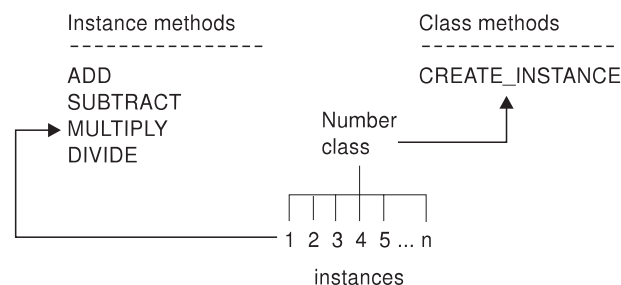 Instance methods
ADD
SUBTRACT
MULTIPLY
DIVIDE
Class methods
CREATE_INSTANCE
Number
class
1 2 3 4 5 ... n
instances